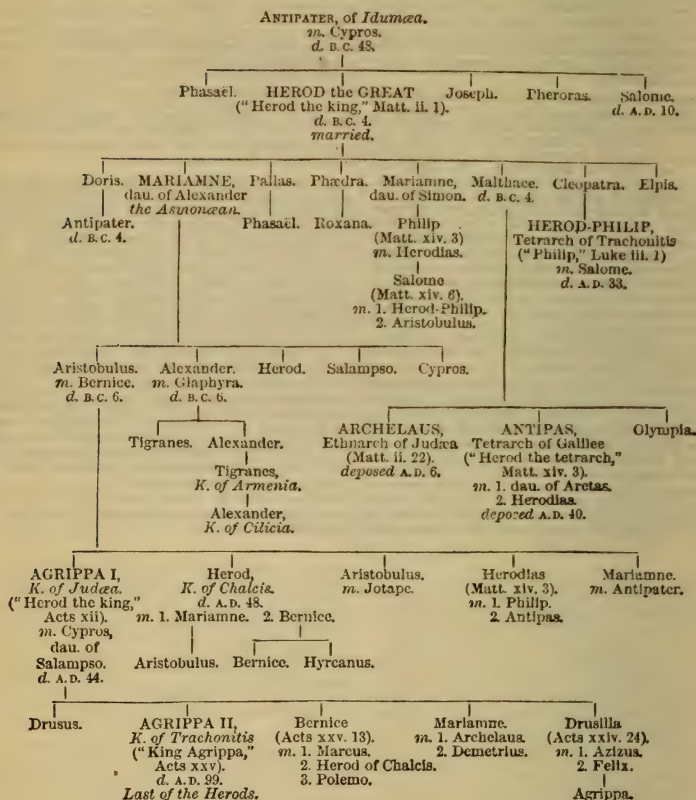 ANTIPATER, of Idumæa.
m. Cypros.
d. B.C. 48.
Phasaël. HEROD the GREAT Joseph. Pheroras. Salome.
("Herod the king," Matt. ii. 1). d. A.D. 10.
d. B.C. 4.
married.
Doris. MARIAMNE, Pallas. Phædra. Mariamne, Malthace. Cleopatra. Elpis.
dau. of Alexander dau. of Simon. d. B.C. 4.
Antipater. the Asmonæan. Phasaël. Roxana. Philip HEROD-PHILIP,
d. B.C. 4. (Matt. xiv. 3) Tetrarch of Trachonitis
m. Herodias. ("Philip," Luke iii. 1)
Salome m. Salome.
(Matt. xiv. 6). d. A.D. 33.
m. 1. Herod-Philip.
2. Aristobulus.
Aristobulus. Alexander. Herod. Salampso. Cypros.
m. Bernice. m. Glaphyra.
d. B.C. 6. d. B.C. 6.
ARCHELAUS, ANTIPAS, Olympia.
Tigranes. Alexander. Ethnarch of Judæa Tetrarch of Galilee
(Matt. ii. 22). ("Herod the tetrarch,"
Tigranes, deposed A.D. 6. Matt. xiv. 3).
K. of Armenia. m. 1. dau. of Aretas.
2. Herodias.
Alexander, deposed A.D. 40.
K. of Cilicia.
AGRIPPA I, Herod, Aristobulus. Herodias Mariamne.
K. of Judæa. K. of Chalcis. m. Jotape. (Matt. xiv. 3). m. Antipater.
("Herod the king," d. A.D. 48. m. 1. Philip.
Acts xii). m. 1. Mariamne. 2. Bernice. 2. Antipas.
m. Cypros,
dau. of
Salampso. Aristobulus. Bernice. Hyrcanus.
d. A.D. 44.
Drusus. AGRIPPA II, Bernice Mariamne. Drusilla
K. of Trachonitis (Acts xxv. 13). m. 1. Archelaus. (Acts xxiv. 24).
("King Agrippa," m. 1. Marcus. 2. Demetrius. m. 1. Azizus.
Acts xxv). 2. Herod of Chalcis. 2. Felix.
d. A.D. 99. 3. Polemo.
Last of the Herods. Agrippa.